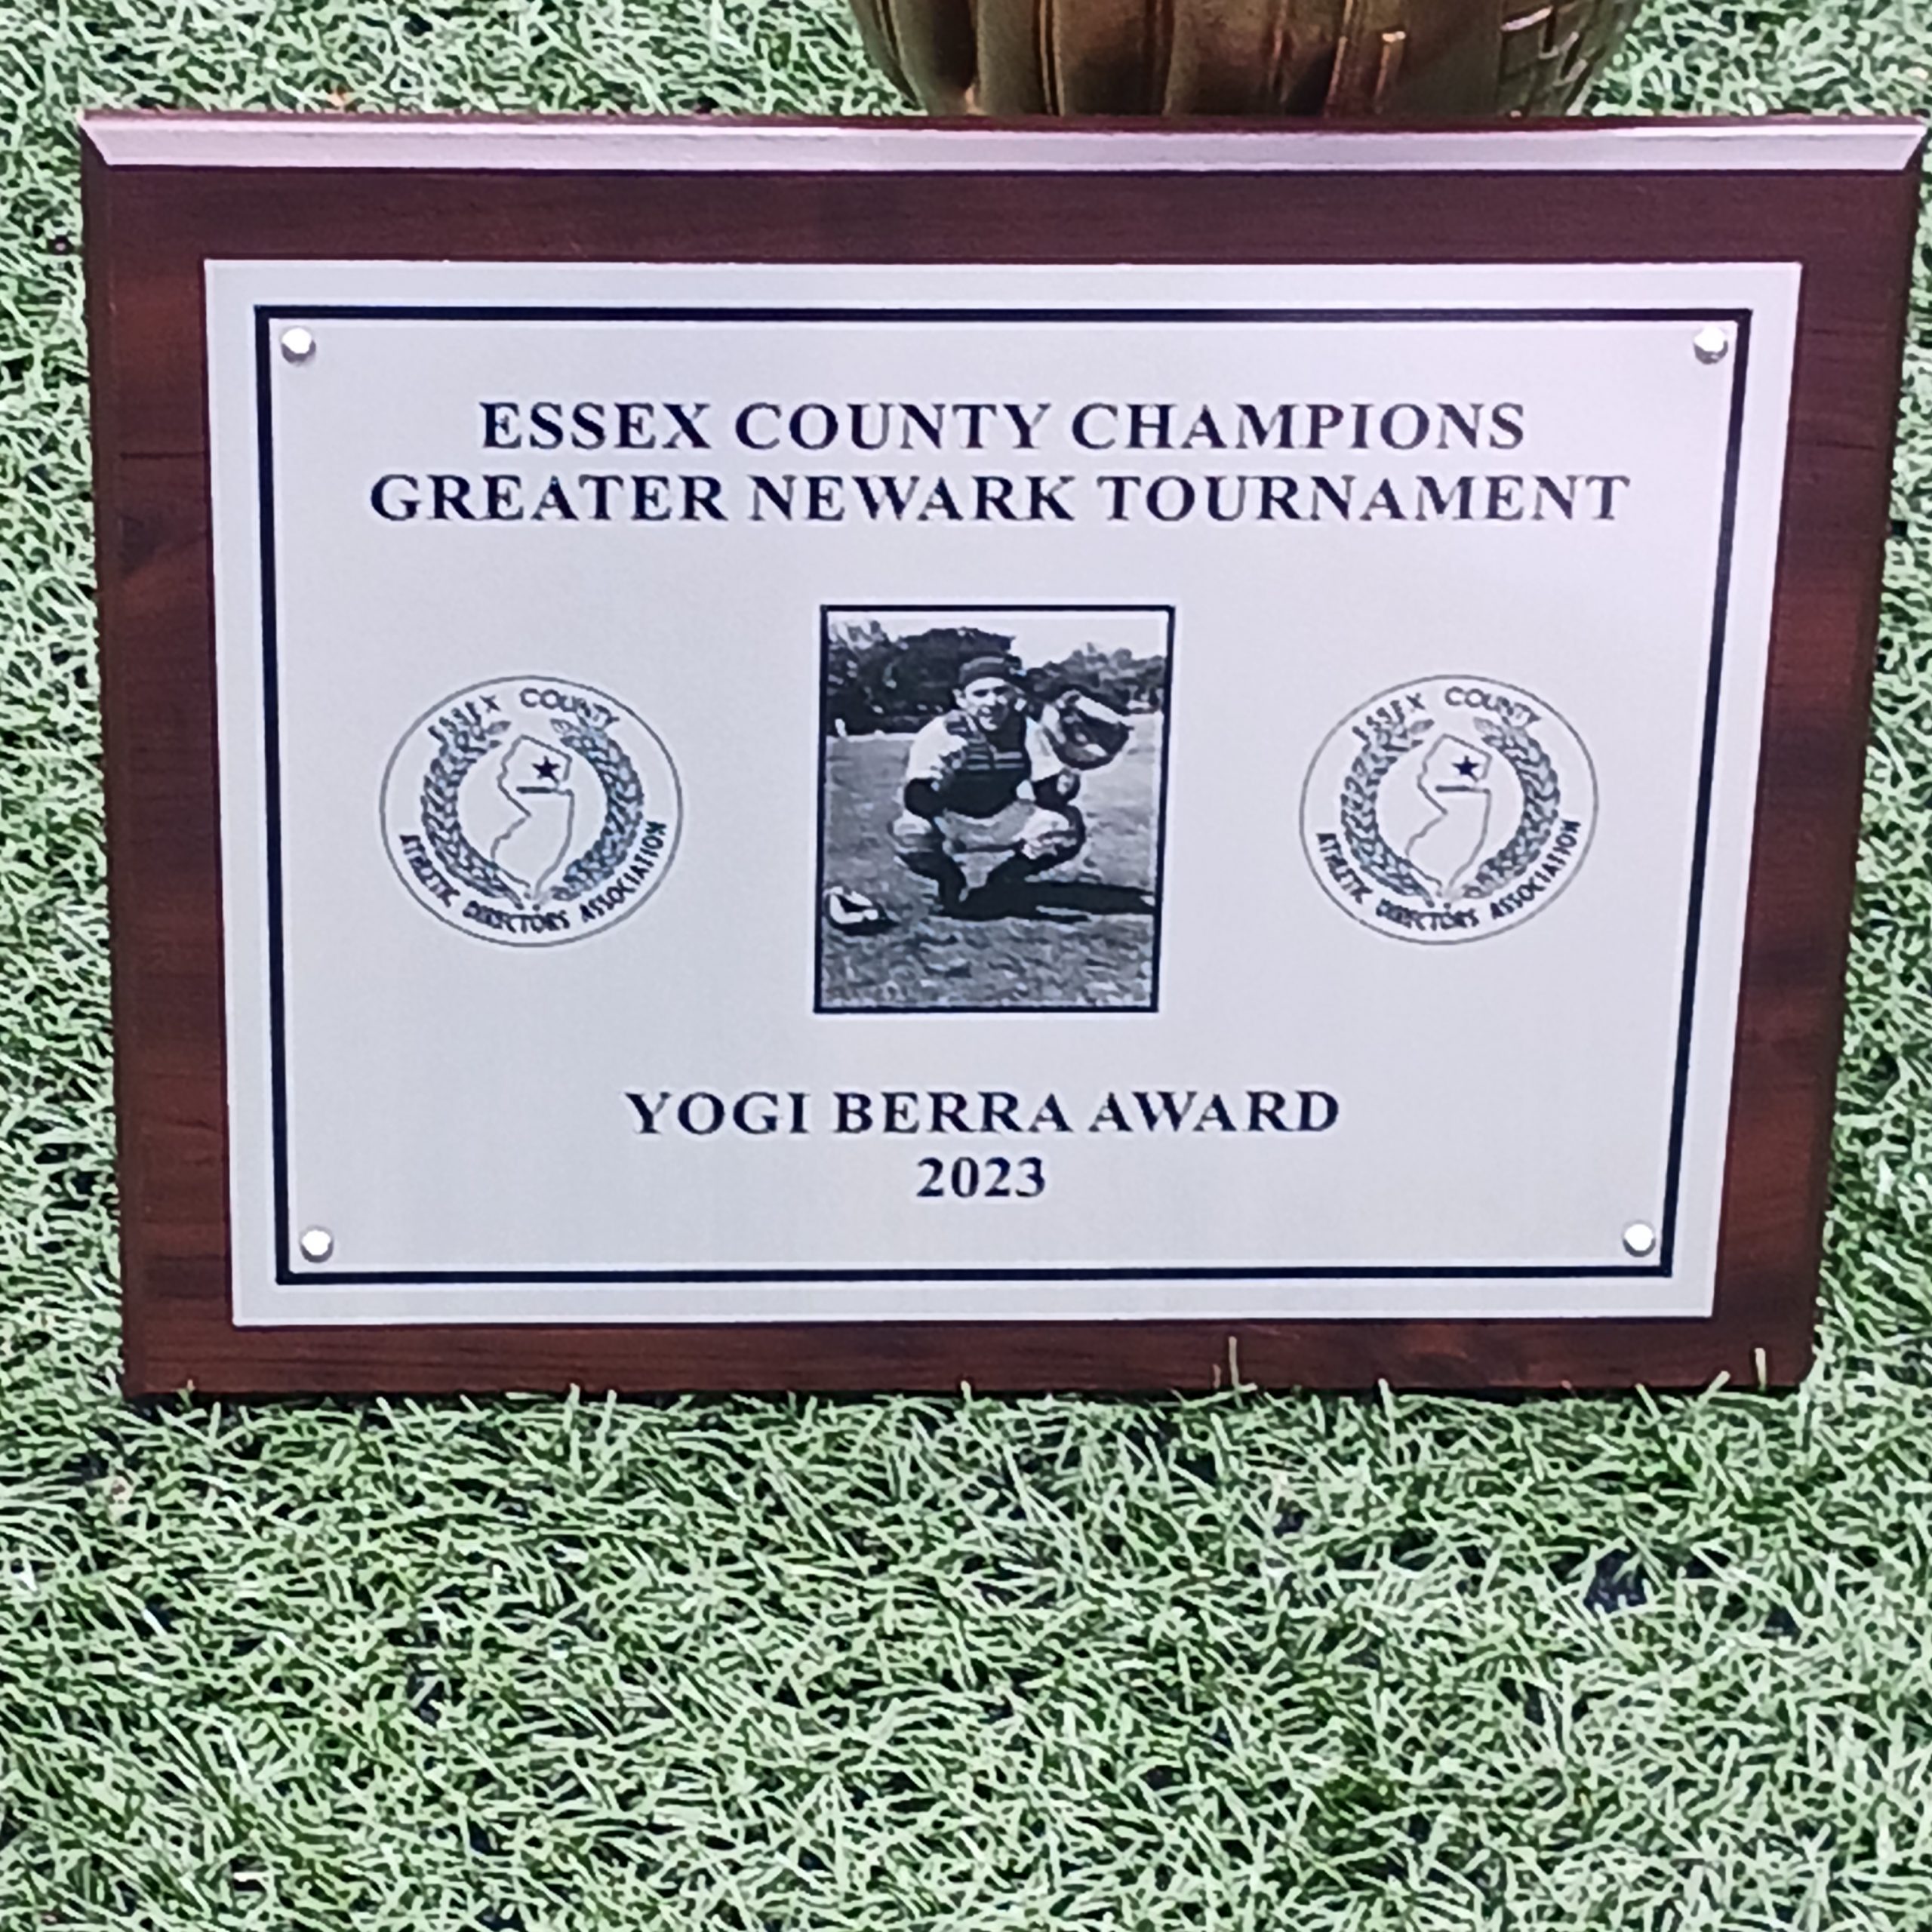 ESSEX COUNTY CHAMPIONS
GREATER NEWARK TOURNAMENT
ESSEX COUNTY
ATHLETIC DIRECTORS ASSOCIATION
ESSEX COUNTY
ATHLETIC DIRECTORS ASSOCIATION
YOGI BERRA AWARD
2023